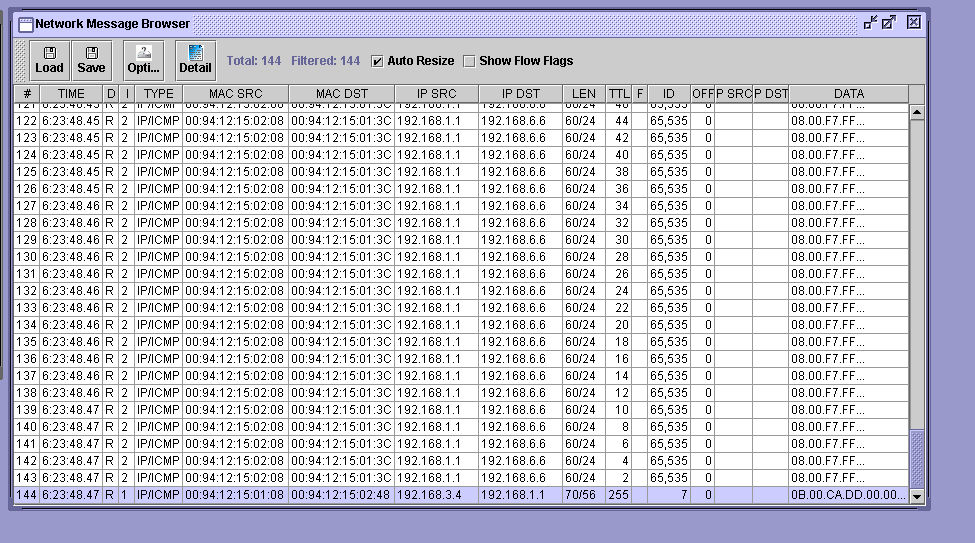 Network Message Browser
Load Save Opti... Detail Total: 144 Filtered: 144 Auto Resize Show Flow Flags
# TIME D I TYPE MAC SRC MAC DST IP SRC IP DST LEN TTL F ID OFF P SRC P DST DATA
122 6:23:48.45 R 2 IP/ICMP 00:94:12:15:02:08 00:94:12:15:01:3C 192.168.1.1 192.168.6.6 60/24 44 65,535 0 08.00.F7.FF...
123 6:23:48.45 R 2 IP/ICMP 00:94:12:15:02:08 00:94:12:15:01:3C 192.168.1.1 192.168.6.6 60/24 42 65,535 0 08.00.F7.FF...
124 6:23:48.45 R 2 IP/ICMP 00:94:12:15:02:08 00:94:12:15:01:3C 192.168.1.1 192.168.6.6 60/24 40 65,535 0 08.00.F7.FF...
125 6:23:48.45 R 2 IP/ICMP 00:94:12:15:02:08 00:94:12:15:01:3C 192.168.1.1 192.168.6.6 60/24 38 65,535 0 08.00.F7.FF...
126 6:23:48.45 R 2 IP/ICMP 00:94:12:15:02:08 00:94:12:15:01:3C 192.168.1.1 192.168.6.6 60/24 36 65,535 0 08.00.F7.FF...
127 6:23:48.46 R 2 IP/ICMP 00:94:12:15:02:08 00:94:12:15:01:3C 192.168.1.1 192.168.6.6 60/24 34 65,535 0 08.00.F7.FF...
128 6:23:48.46 R 2 IP/ICMP 00:94:12:15:02:08 00:94:12:15:01:3C 192.168.1.1 192.168.6.6 60/24 32 65,535 0 08.00.F7.FF...
129 6:23:48.46 R 2 IP/ICMP 00:94:12:15:02:08 00:94:12:15:01:3C 192.168.1.1 192.168.6.6 60/24 30 65,535 0 08.00.F7.FF...
130 6:23:48.46 R 2 IP/ICMP 00:94:12:15:02:08 00:94:12:15:01:3C 192.168.1.1 192.168.6.6 60/24 28 65,535 0 08.00.F7.FF...
131 6:23:48.46 R 2 IP/ICMP 00:94:12:15:02:08 00:94:12:15:01:3C 192.168.1.1 192.168.6.6 60/24 26 65,535 0 08.00.F7.FF...
132 6:23:48.46 R 2 IP/ICMP 00:94:12:15:02:08 00:94:12:15:01:3C 192.168.1.1 192.168.6.6 60/24 24 65,535 0 08.00.F7.FF...
133 6:23:48.46 R 2 IP/ICMP 00:94:12:15:02:08 00:94:12:15:01:3C 192.168.1.1 192.168.6.6 60/24 22 65,535 0 08.00.F7.FF...
134 6:23:48.46 R 2 IP/ICMP 00:94:12:15:02:08 00:94:12:15:01:3C 192.168.1.1 192.168.6.6 60/24 20 65,535 0 08.00.F7.FF...
135 6:23:48.46 R 2 IP/ICMP 00:94:12:15:02:08 00:94:12:15:01:3C 192.168.1.1 192.168.6.6 60/24 18 65,535 0 08.00.F7.FF...
136 6:23:48.46 R 2 IP/ICMP 00:94:12:15:02:08 00:94:12:15:01:3C 192.168.1.1 192.168.6.6 60/24 16 65,535 0 08.00.F7.FF...
137 6:23:48.46 R 2 IP/ICMP 00:94:12:15:02:08 00:94:12:15:01:3C 192.168.1.1 192.168.6.6 60/24 14 65,535 0 08.00.F7.FF...
138 6:23:48.46 R 2 IP/ICMP 00:94:12:15:02:08 00:94:12:15:01:3C 192.168.1.1 192.168.6.6 60/24 12 65,535 0 08.00.F7.FF...
139 6:23:48.47 R 2 IP/ICMP 00:94:12:15:02:08 00:94:12:15:01:3C 192.168.1.1 192.168.6.6 60/24 10 65,535 0 08.00.F7.FF...
140 6:23:48.47 R 2 IP/ICMP 00:94:12:15:02:08 00:94:12:15:01:3C 192.168.1.1 192.168.6.6 60/24 8 65,535 0 08.00.F7.FF...
141 6:23:48.47 R 2 IP/ICMP 00:94:12:15:02:08 00:94:12:15:01:3C 192.168.1.1 192.168.6.6 60/24 6 65,535 0 08.00.F7.FF...
142 6:23:48.47 R 2 IP/ICMP 00:94:12:15:02:08 00:94:12:15:01:3C 192.168.1.1 192.168.6.6 60/24 4 65,535 0 08.00.F7.FF...
143 6:23:48.47 R 2 IP/ICMP 00:94:12:15:02:08 00:94:12:15:01:3C 192.168.1.1 192.168.6.6 60/24 2 65,535 0 08.00.F7.FF...
144 6:23:48.47 R 1 IP/ICMP 00:94:12:15:01:08 00:94:12:15:02:48 192.168.3.4 192.168.1.1 70/56 255 7 0 0B.00.CA.DD.00.00...